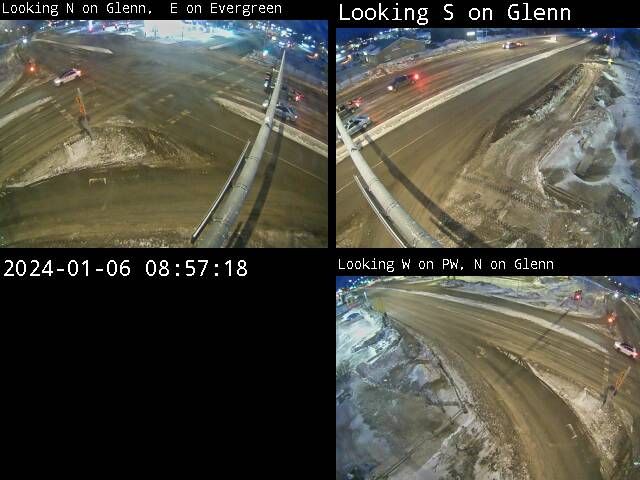 Looking N on Glenn,  E on Evergreen
Looking S on Glenn
2024-01-06 08:57:18
Looking W on PW, N on Glenn